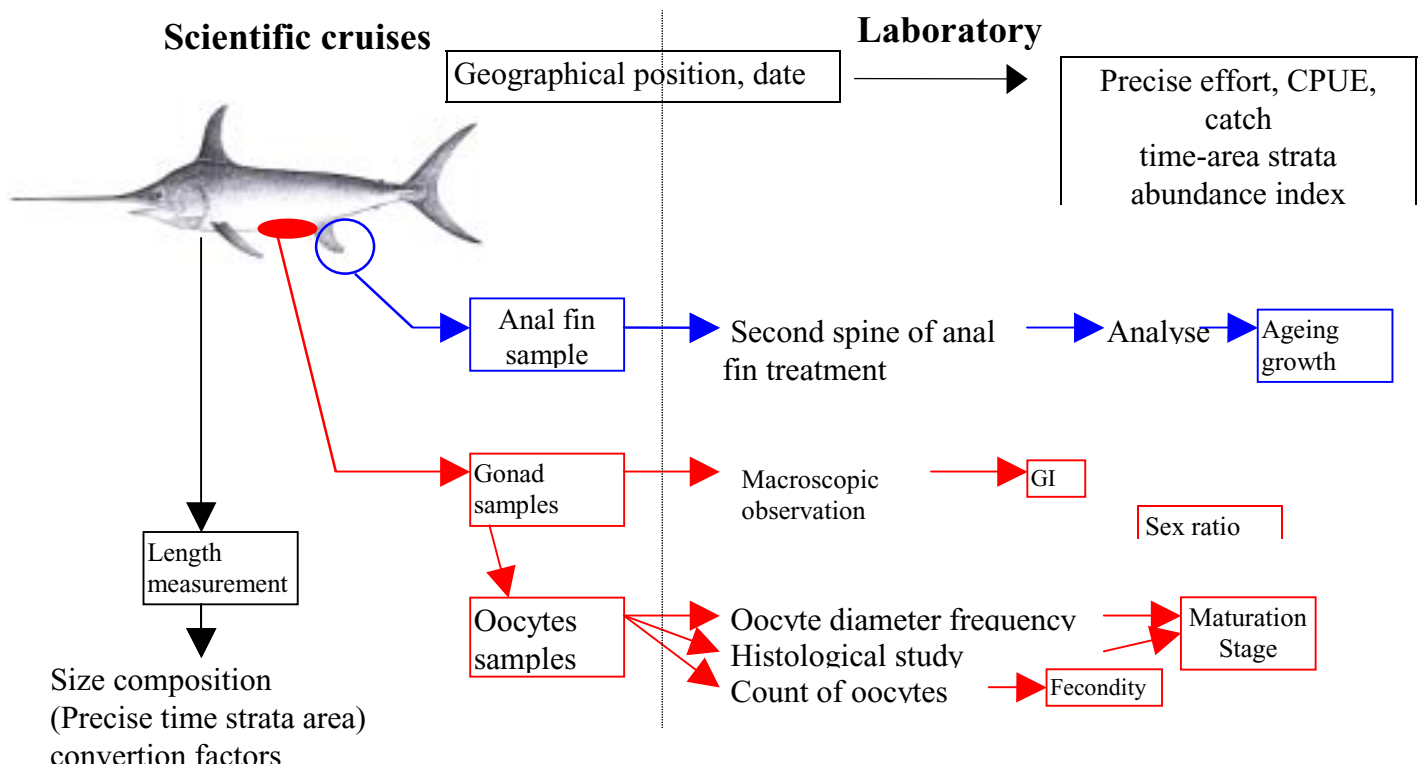 Scientific cruises
Laboratory
Geographical position, date
Precise effort, CPUE,
catch
time-area strata
abundance index
Anal fin
sample
Second spine of anal
fin treatment
Analyse
Ageing
growth
Gonad
samples
Macroscopic
observation
GI
Sex ratio
Length
measurement
Oocytes
samples
Oocyte diameter frequency
Histological study
Count of oocytes
Maturation
Stage
Fecondity
Size composition
(Precise time strata area)
convertion factors